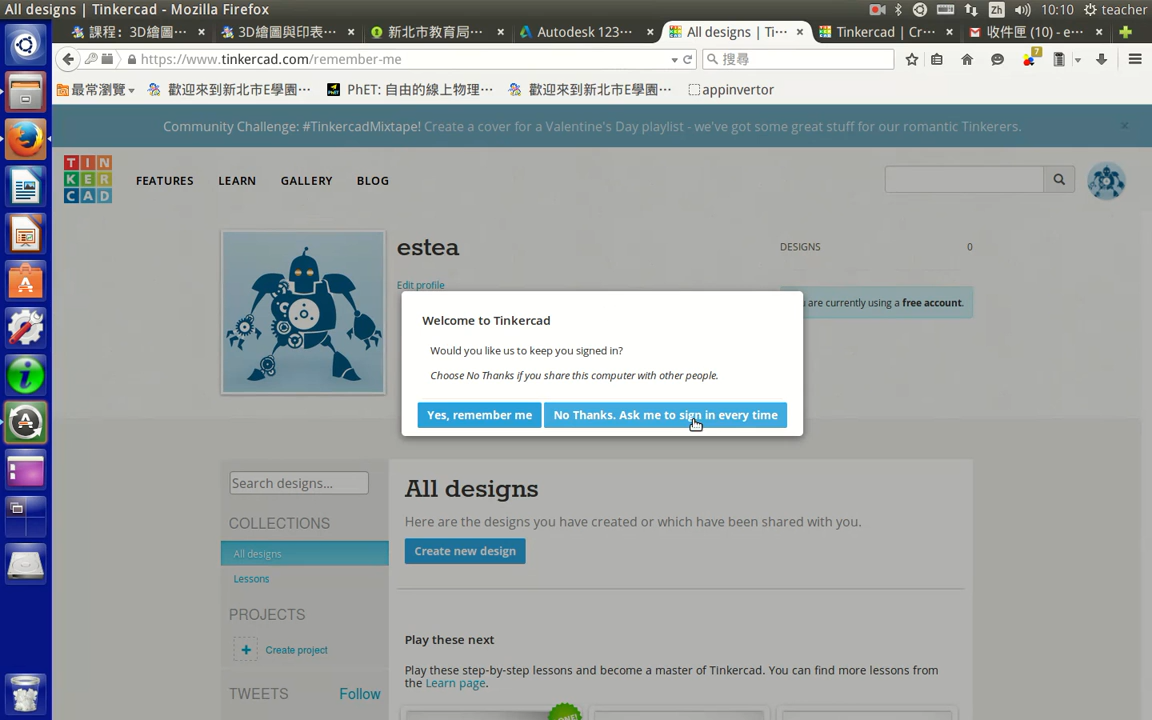 All designs | Tinkercad - Mozilla Firefox
Zh
10:10
teacher
課程: 3D繪圖···
3D繪圖與印表···
新北市教育局···
Autodesk 123···
All designs | Ti···
Tinkercad | Cr···
收件匣 (10) - e···
https://www.tinkercad.com/remember-me
搜尋
7
最常瀏覽
歡迎來到新北市E學園···
PhET: 自由的線上物理···
歡迎來到新北市E學園···
appinvertor
Community Challenge: #TinkercadMixtape! Create a cover for a Valentine's Day playlist - we've got some great stuff for our romantic Tinkerers.
TIN
KER
CAD
FEATURES
LEARN
GALLERY
BLOG
estea
DESIGNS
0
Edit profile
are currently using a free account.
Welcome to Tinkercad
Would you like us to keep you signed in?
Choose No Thanks if you share this computer with other people.
Yes, remember me
No Thanks. Ask me to sign in every time
Search designs...
All designs
COLLECTIONS
Here are the designs you have created or which have been shared with you.
All designs
Create new design
Lessons
PROJECTS
Create project
Play these next
Play these step-by-step lessons and become a master of TInkercad. You can find more lessons from
the Learn page.
TWEETS
Follow